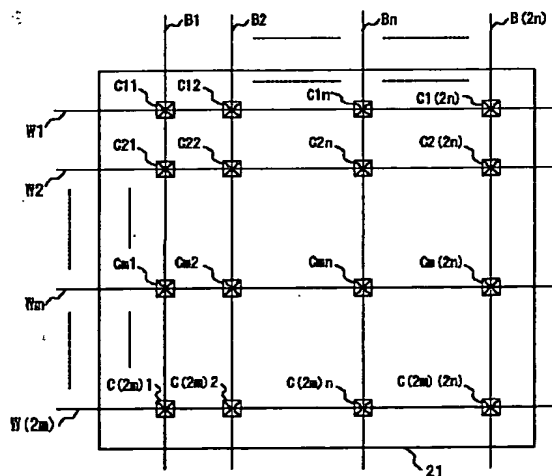 B1 B2 Bn B(2n)
C11 C12 C1n C1(2n)
W1
C21 C22 C2n C2(2n)
W2
Cm1 Cm2 Cmn Cm(2n)
Wm
C(2m)1 C(2m)2 C(2m)n C(2m)(2n)
W(2m)
21